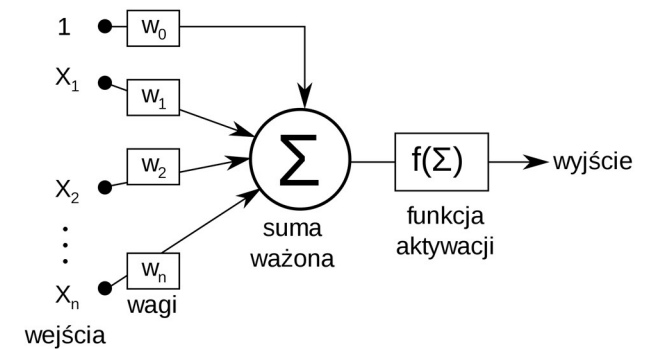 1 w₀
X₁ w₁
Σ f(Σ) wyjście
X₂ w₂
suma
ważona
funkcja
aktywacji
Xₙ wₙ
wagi
wejścia